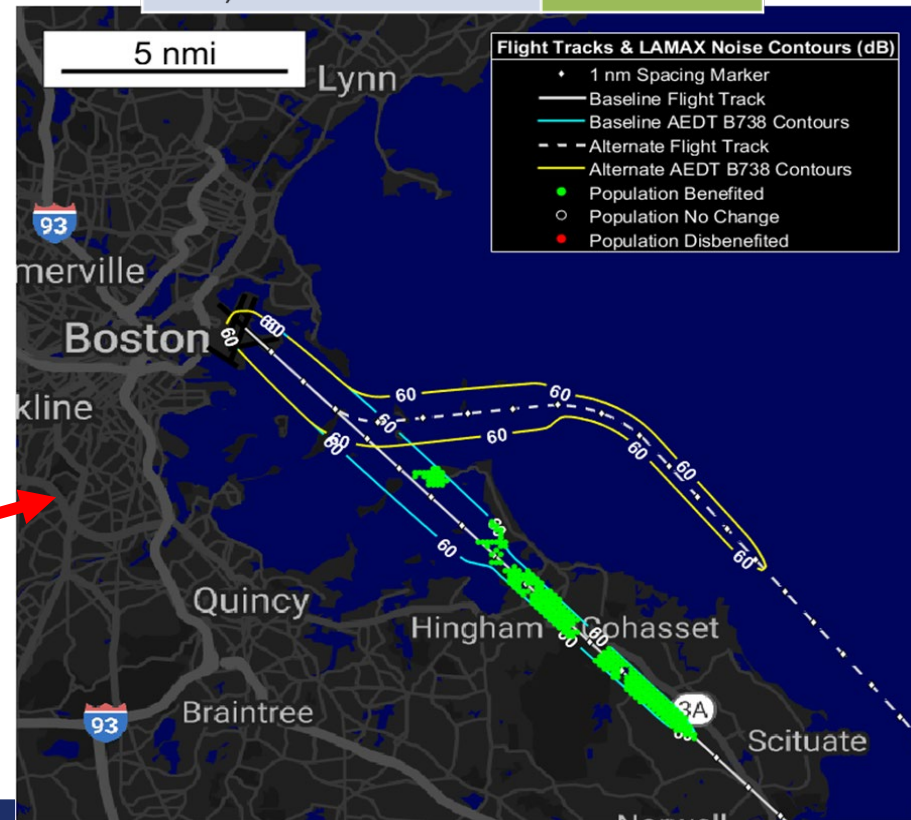 5 nmi
Flight Tracks & LAMAX Noise Contours (dB)
1 nm Spacing Marker
Baseline Flight Track
Baseline AEDT B738 Contours
Alternate Flight Track
Alternate AEDT B738 Contours
Population Benefited
Population No Change
Population Disbenefited
Lynn
93
merville
Boston
60
60
60
60
60
kline
60
60
60
60
60
60
60
Quincy
Hingham
Cohasset
60
60
93
Braintree
3A
Scituate